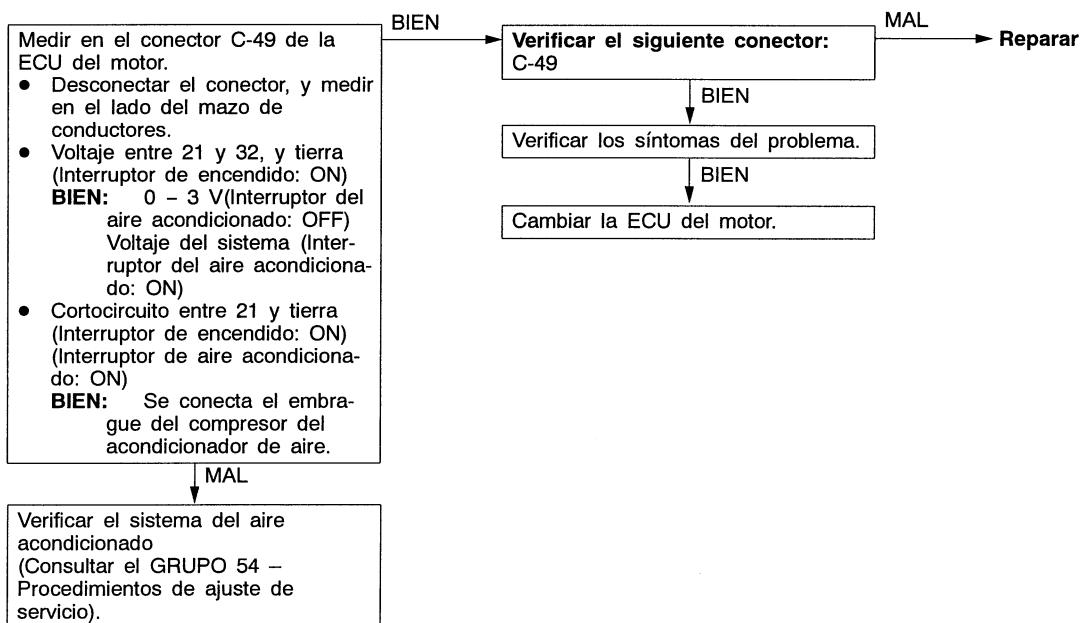 Medir en el conector C-49 de la
ECU del motor.
● Desconectar el conector, y medir
en el lado del mazo de
conductores.
● Voltaje entre 21 y 32, y tierra
(Interruptor de encendido: ON)
BIEN: 0 – 3 V(Interruptor del
aire acondicionado: OFF)
Voltaje del sistema (Inter-
ruptor del aire acondiciona-
do: ON)
● Cortocircuito entre 21 y tierra
(Interruptor de encendido: ON)
(Interruptor de aire acondiciona-
do: ON)
BIEN: Se conecta el embra-
gue del compresor del
acondicionador de aire.
MAL
Verificar el sistema del aire
acondicionado
(Consultar el GRUPO 54 –
Procedimientos de ajuste de
servicio).
BIEN
Verificar el siguiente conector:
C-49
MAL
Reparar
BIEN
Verificar los síntomas del problema.
BIEN
Cambiar la ECU del motor.